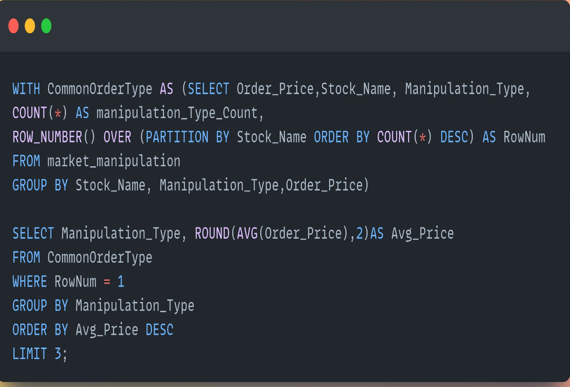 WITH CommonOrderType AS (SELECT Order_Price,Stock_Name, Manipulation_Type,
COUNT(*) AS manipulation_Type_Count,
ROW_NUMBER() OVER (PARTITION BY Stock_Name ORDER BY COUNT(*) DESC) AS RowNum
FROM market_manipulation
GROUP BY Stock_Name, Manipulation_Type,Order_Price)
SELECT Manipulation_Type, ROUND(AVG(Order_Price),2)AS Avg_Price
FROM CommonOrderType
WHERE RowNum = 1
GROUP BY Manipulation_Type
ORDER BY Avg_Price DESC
LIMIT 3;